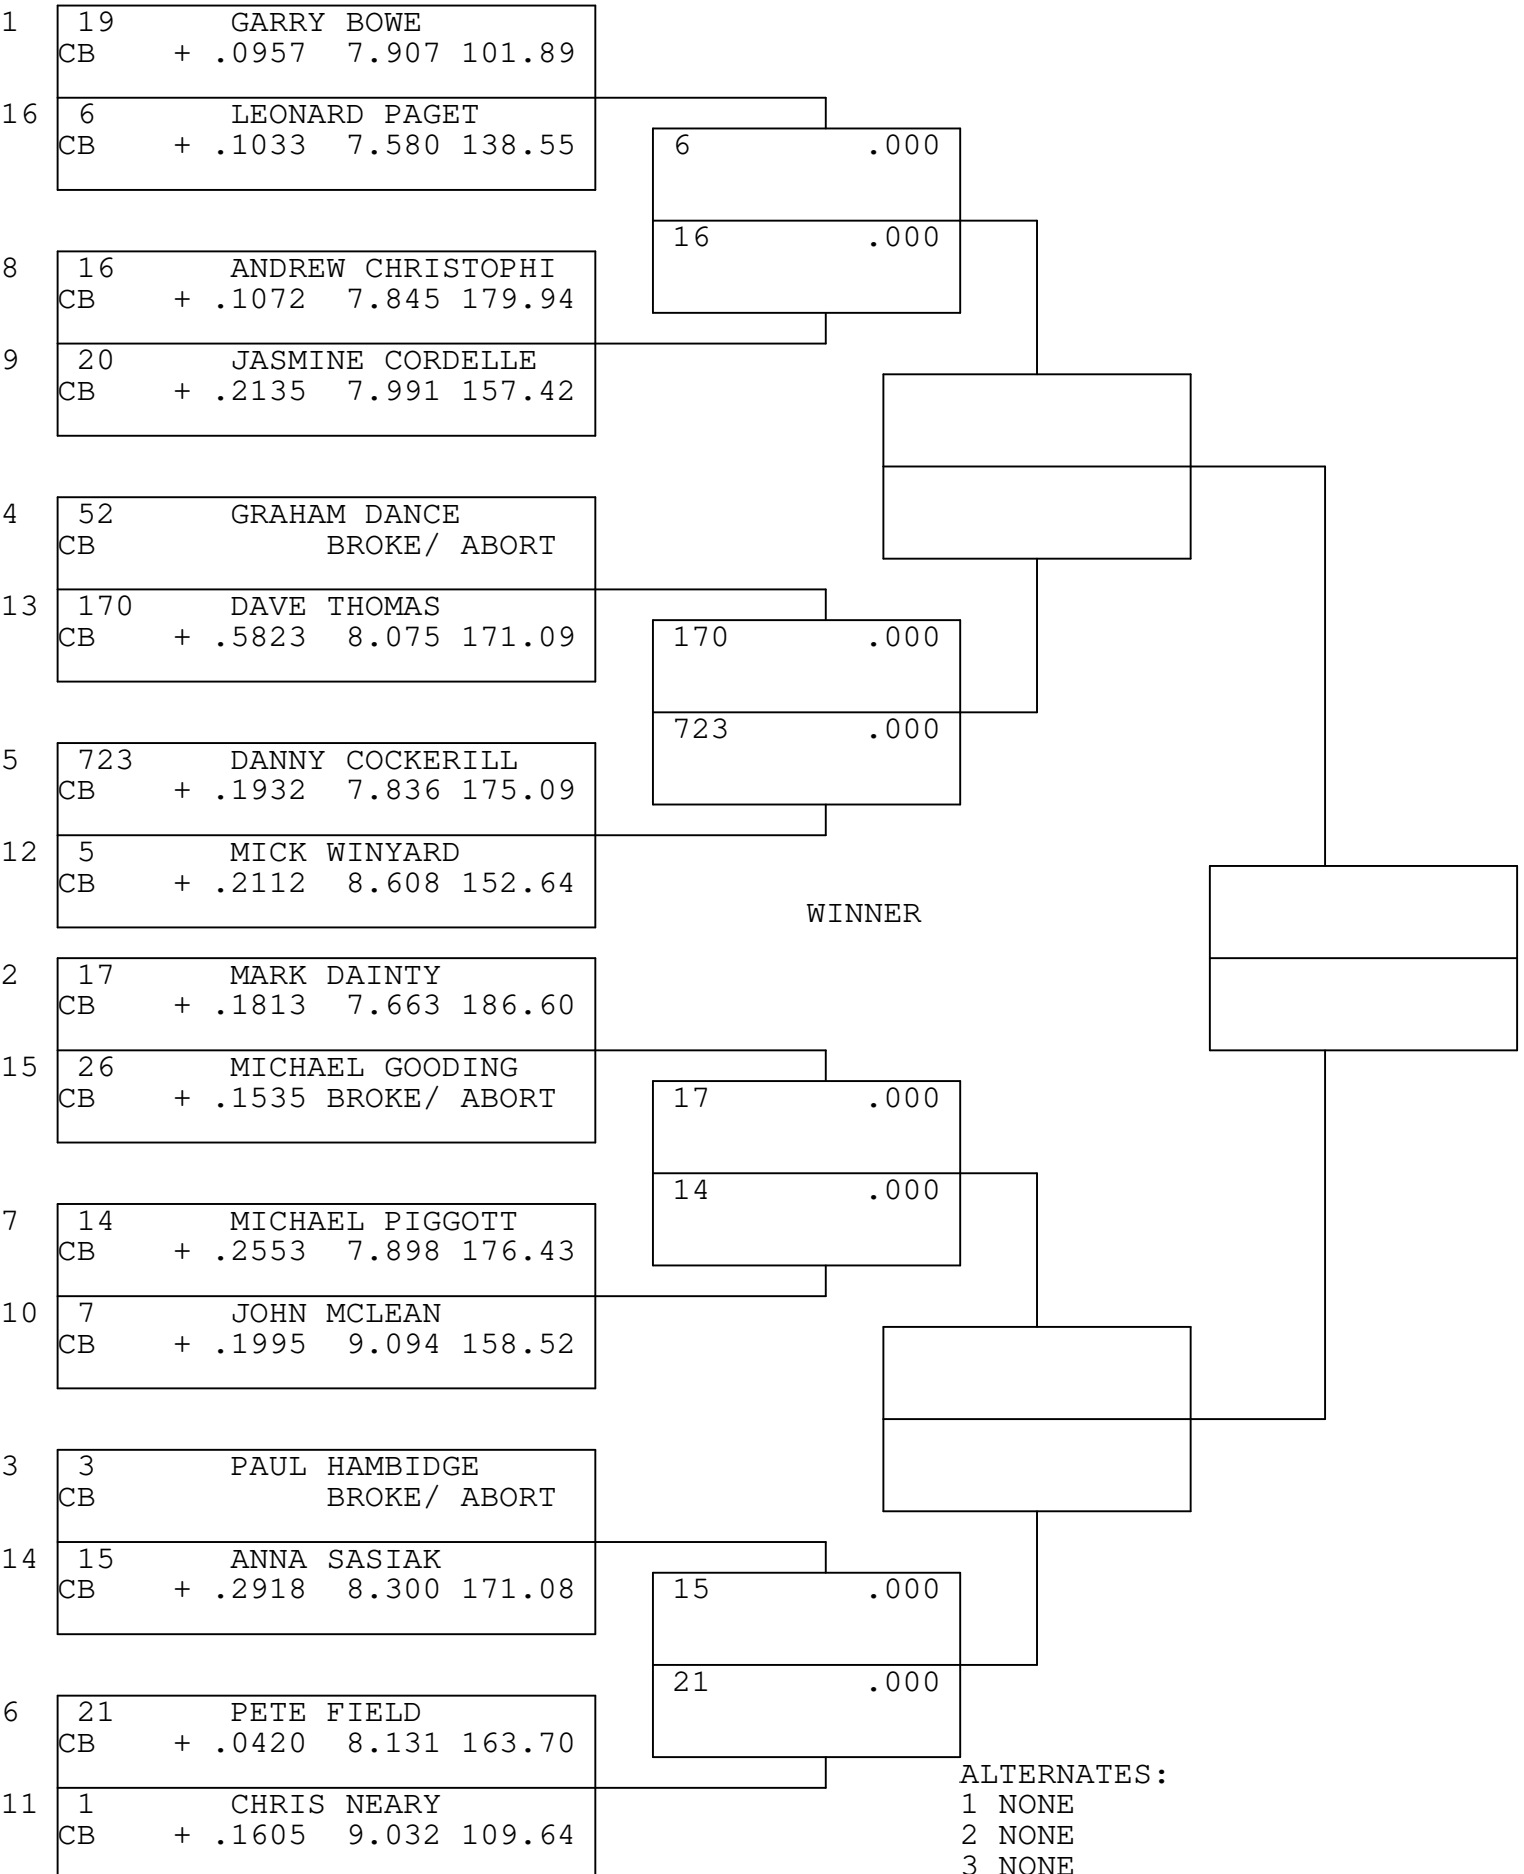 1 19 GARRY BOWE
CB + .0957 7.907 101.89
16 6 LEONARD PAGET
CB + .1033 7.580 138.55
6 .000
16 .000
8 16 ANDREW CHRISTOPHI
CB + .1072 7.845 179.94
9 20 JASMINE CORDELLE
CB + .2135 7.991 157.42
4 52 GRAHAM DANCE
CB BROKE/ ABORT
13 170 DAVE THOMAS
CB + .5823 8.075 171.09
170 .000
723 .000
5 723 DANNY COCKERILL
CB + .1932 7.836 175.09
12 5 MICK WINYARD
CB + .2112 8.608 152.64
WINNER
2 17 MARK DAINTY
CB + .1813 7.663 186.60
15 26 MICHAEL GOODING
CB + .1535 BROKE/ ABORT
17 .000
14 .000
7 14 MICHAEL PIGGOTT
CB + .2553 7.898 176.43
10 7 JOHN MCLEAN
CB + .1995 9.094 158.52
3 3 PAUL HAMBIDGE
CB BROKE/ ABORT
14 15 ANNA SASIAK
CB + .2918 8.300 171.08
15 .000
21 .000
6 21 PETE FIELD
CB + .0420 8.131 163.70
11 1 CHRIS NEARY
CB + .1605 9.032 109.64
ALTERNATES:
1 NONE
2 NONE
3 NONE